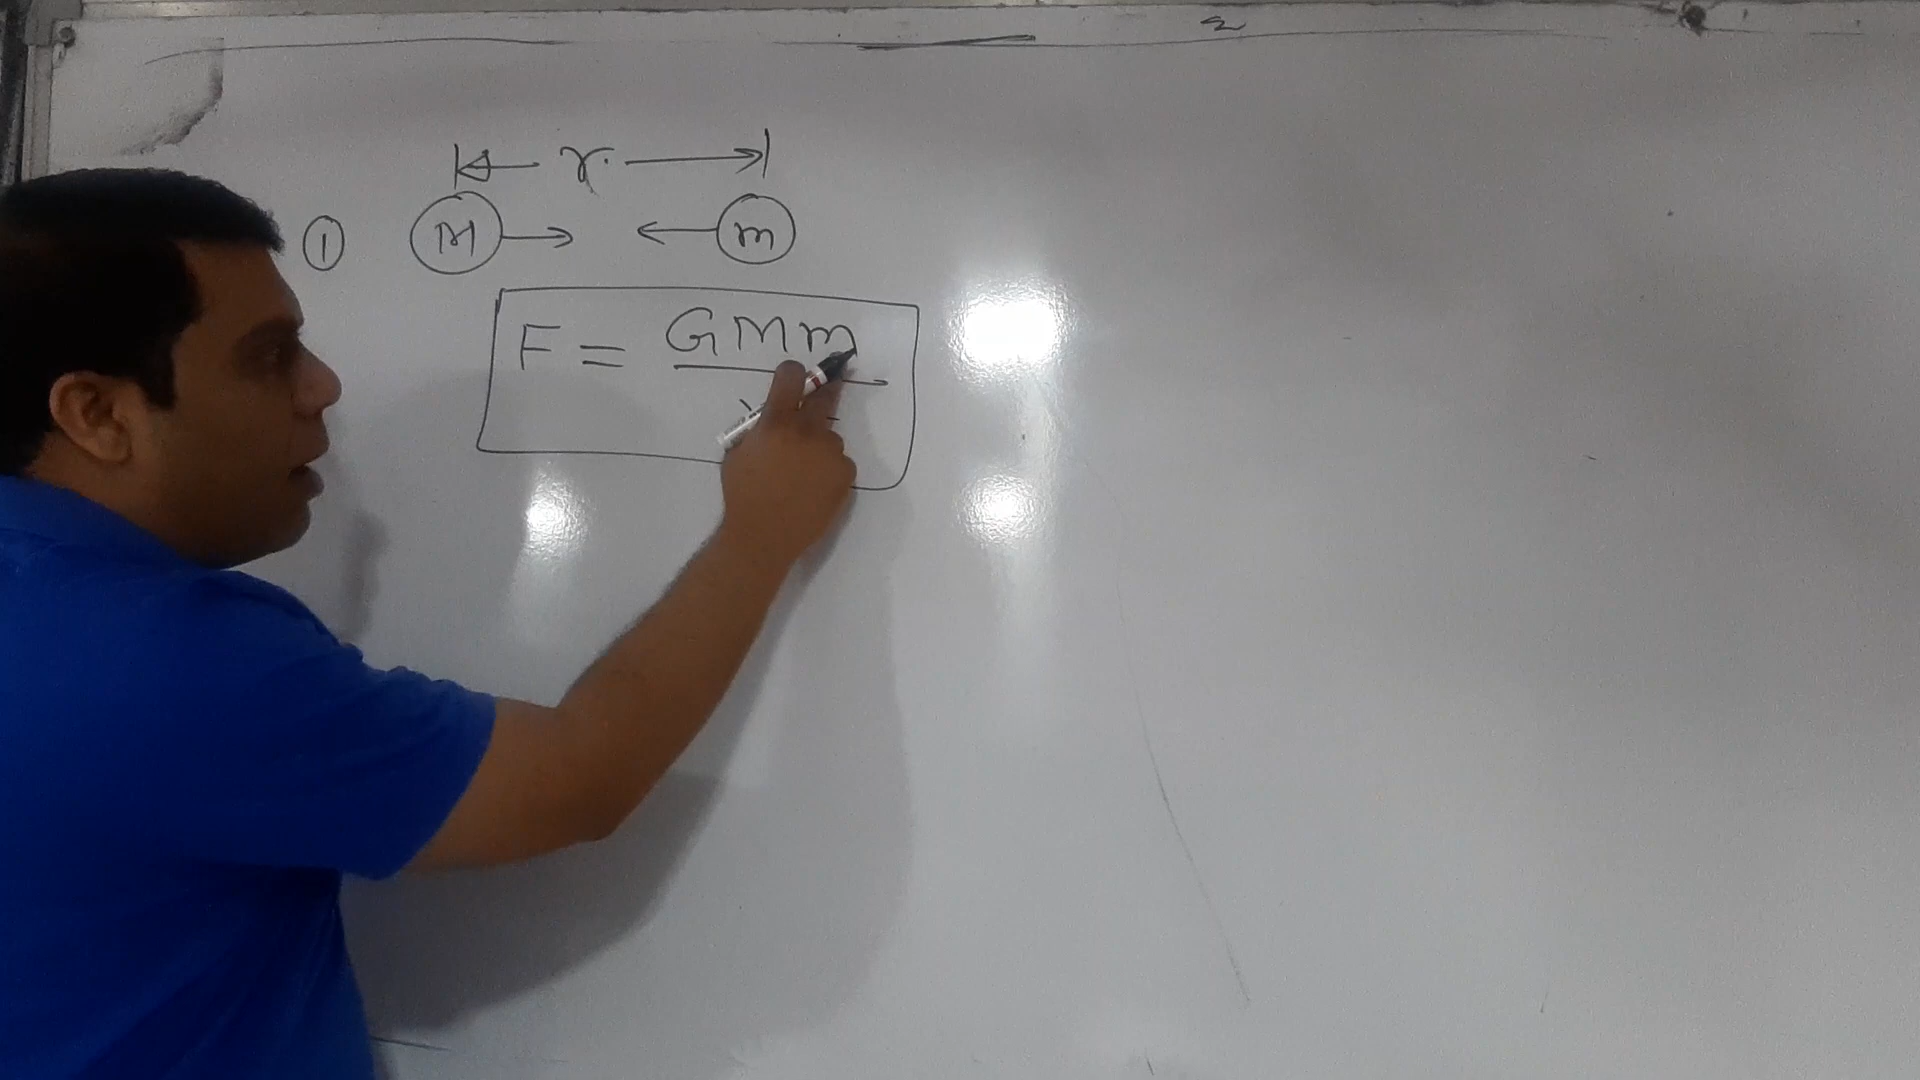 r
① M m
F = GMm